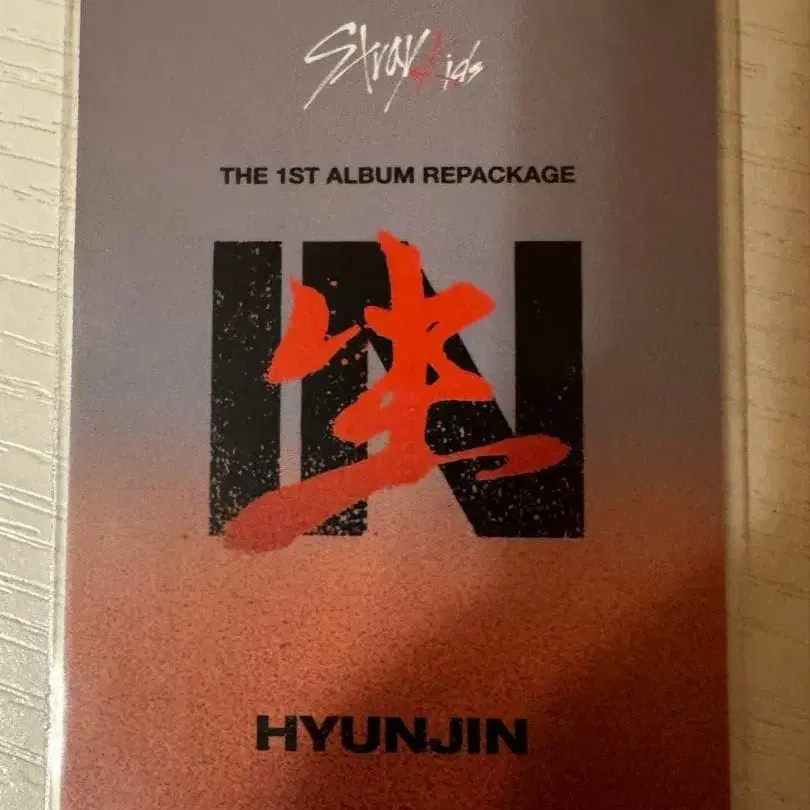 Stray Kids
THE 1ST ALBUM REPACKAGE
IN生
HYUNJIN